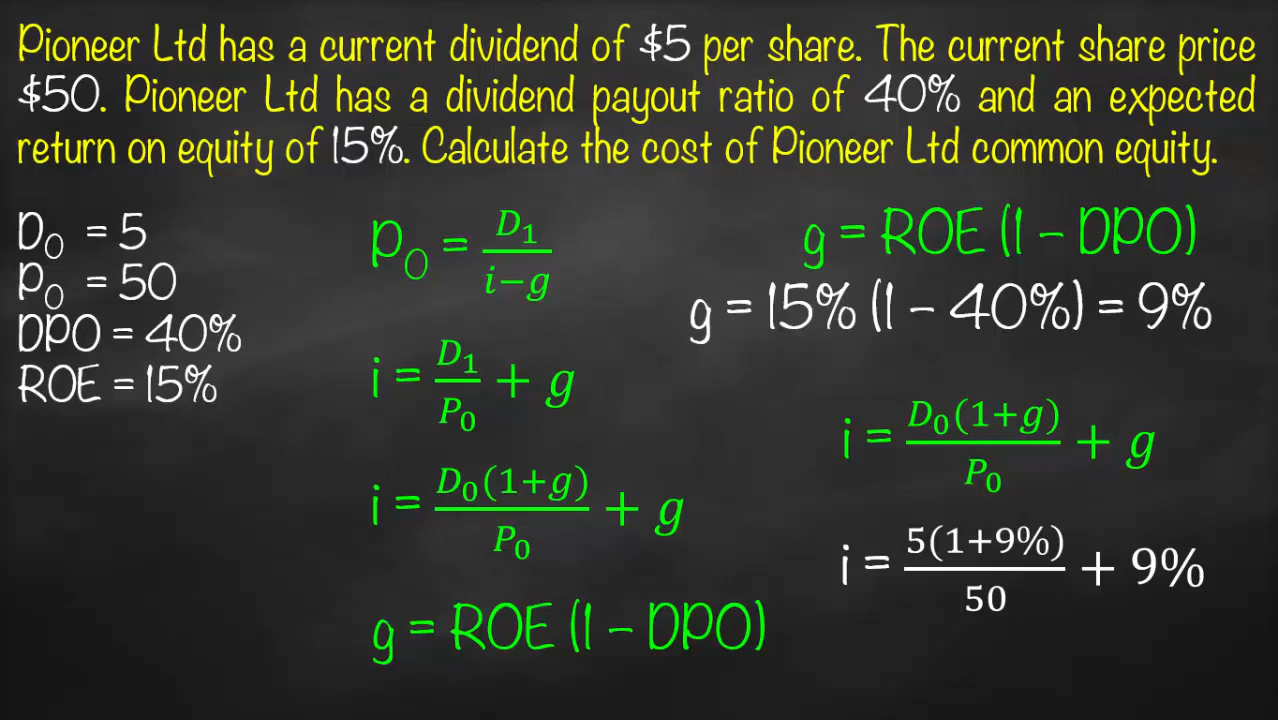 Pioneer Ltd has a current dividend of $5 per share. The current share price
$50. Pioneer Ltd has a dividend payout ratio of 40% and an expected
return on equity of 15%. Calculate the cost of Pioneer Ltd common equity.
D₀ = 5
P₀ = 50
DPO = 40%
ROE = 15%
P₀ = D₁ / i−g
i = D₁ / P₀ + g
i = D₀(1+g) / P₀ + g
g = ROE (1 − DPO)
g = ROE (1 − DPO)
g = 15% (1 − 40%) = 9%
i = D₀(1+g) / P₀ + g
i = 5(1+9%) / 50 + 9%